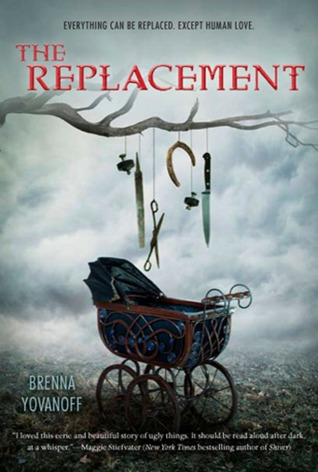 EVERYTHING CAN BE REPLACED. EXCEPT HUMAN LOVE.
THE
REPLACEMENT
BRENNA
YOVANOFF
"I loved this eerie and beautiful story of ugly things. It should be read aloud after dark,
at a whisper."—Maggie Stiefvater (New York Times bestselling author of Shiver)